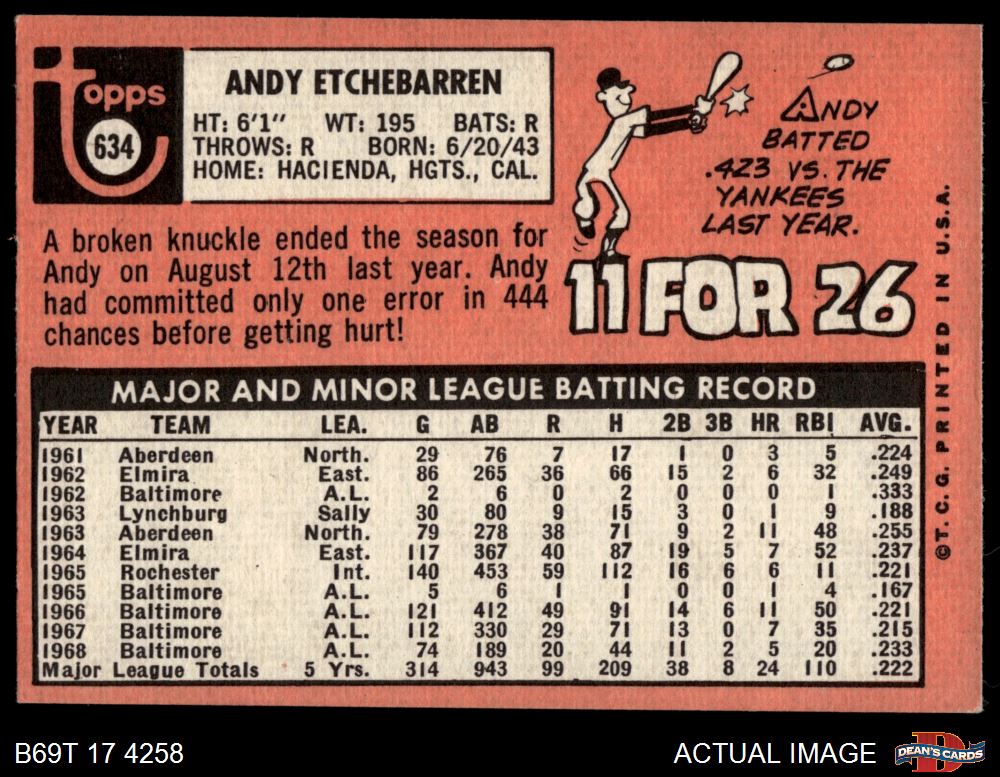 topps
634
ANDY ETCHEBARREN
HT: 6'1" WT: 195 BATS: R
THROWS: R BORN: 6/20/43
HOME: HACIENDA, HGTS., CAL.
A broken knuckle ended the season for
Andy on August 12th last year. Andy
had committed only one error in 444
chances before getting hurt!
ANDY
BATTED
.423 VS. THE
YANKEES
LAST YEAR.
11 FOR 26
MAJOR AND MINOR LEAGUE BATTING RECORD
YEAR TEAM LEA. G AB R H 2B 3B HR RBI AVG.
1961 Aberdeen North. 29 76 7 17 1 0 3 5 .224
1962 Elmira East. 86 265 36 66 15 2 6 32 .249
1962 Baltimore A.L. 2 6 0 2 0 0 0 1 .333
1963 Lynchburg Sally 30 80 9 15 3 0 1 9 .188
1963 Aberdeen North. 79 278 38 71 9 2 11 48 .255
1964 Elmira East. 117 367 40 87 19 5 7 52 .237
1965 Rochester Int. 140 453 59 112 16 6 6 11 .221
1965 Baltimore A.L. 5 6 1 1 0 0 1 4 .167
1966 Baltimore A.L. 121 412 49 91 14 6 11 50 .221
1967 Baltimore A.L. 112 330 29 71 13 0 7 35 .215
1968 Baltimore A.L. 74 189 20 44 11 2 5 20 .233
Major League Totals 5 Yrs. 314 943 99 209 38 8 24 110 .222
©T.C.G. PRINTED IN U.S.A.
B69T 17 4258
ACTUAL IMAGE
D
DEAN'S CARDS